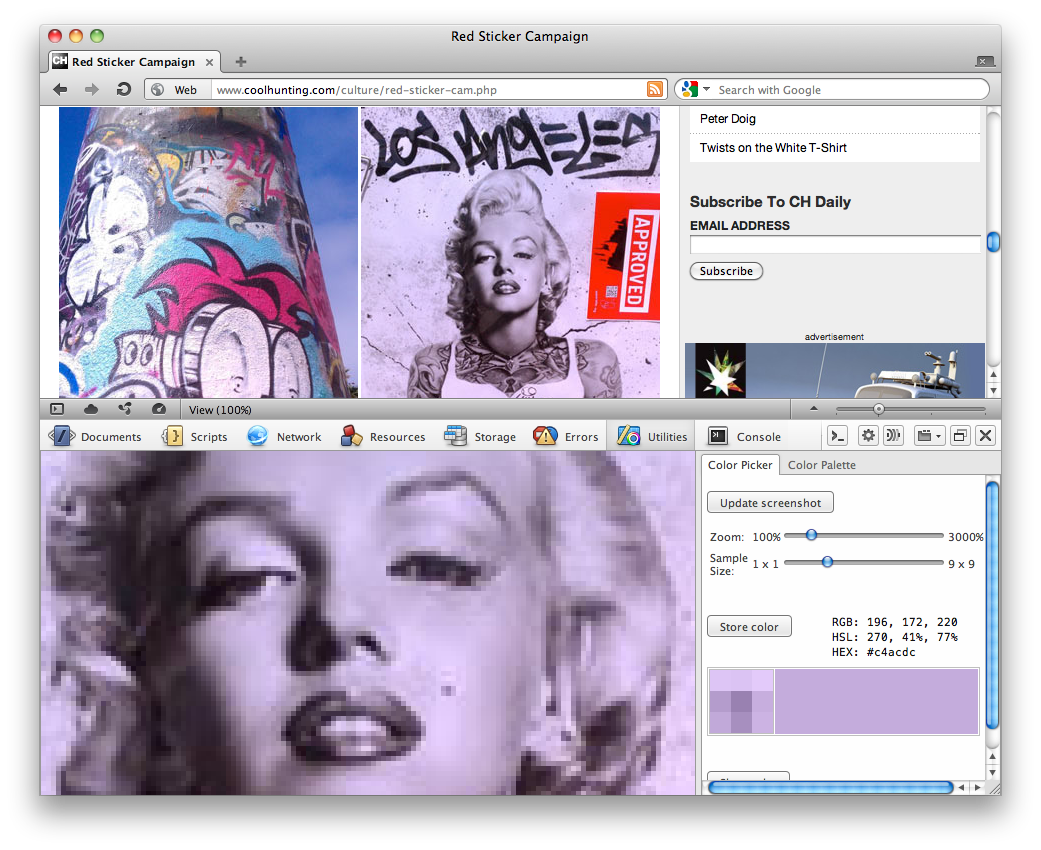 Red Sticker Campaign
CH Red Sticker Campaign
Web www.coolhunting.com/culture/red-sticker-cam.php Search with Google
LOS ANGELES
APPROVED
Peter Doig
Twists on the White T-Shirt
Subscribe To CH Daily
EMAIL ADDRESS
Subscribe
advertisement
View (100%)
Documents Scripts Network Resources Storage Errors Utilities Console
Color Picker Color Palette
Update screenshot
Zoom: 100% 3000%
Sample Size: 1 x 1 9 x 9
Store color
RGB: 196, 172, 220
HSL: 270, 41%, 77%
HEX: #c4acdc